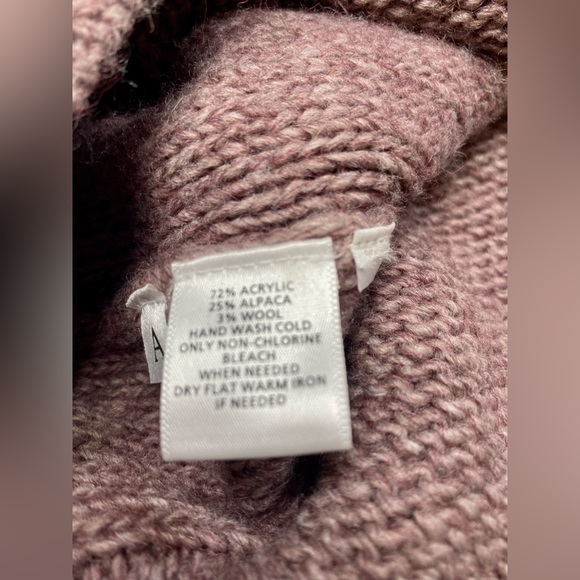 72% ACRYLIC
25% ALPACA
3% WOOL
HAND WASH COLD
ONLY NON-CHLORINE
BLEACH
WHEN NEEDED
DRY FLAT WARM IRON
IF NEEDED
A